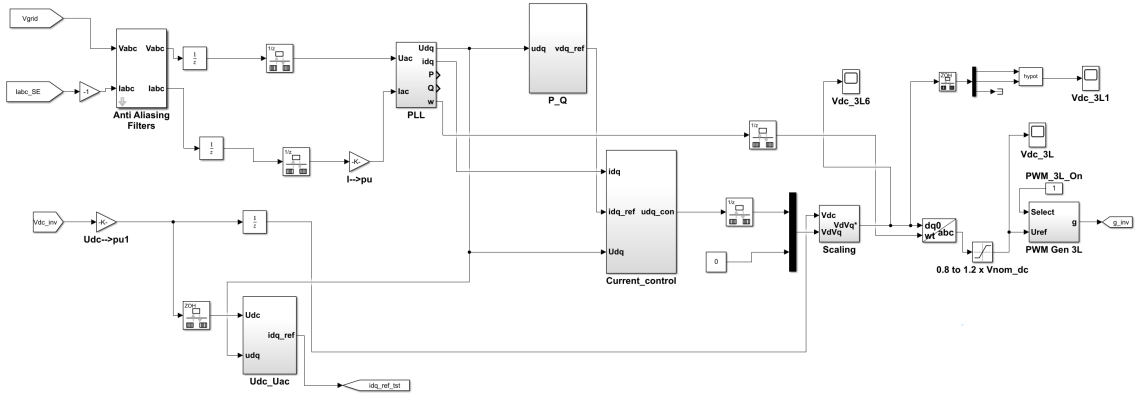 Vgrid
Iabc_SE
-1
Vabc Vabc
Iabc Iabc
Anti Aliasing
Filters
1
z
1/z
1
z
1/z
-K-
I-->pu
Uac
Iac
Udq
idq
P
Q
w
PLL
udq vdq_ref
P_Q
Vdc_inv
-K-
Udc-->pu1
1
z
ZOH
Udc
udq
idq_ref
Udc_Uac
idq_ref_tst
idq
idq_ref
Udq
udq_con
Current_control
1/z
1/z
0
Vdc
VdVq
VdVq*
Scaling
Vdc_3L6
ZOH
hypot
Vdc_3L1
dq0
wt
abc
0.8 to 1.2 x Vnom_dc
Vdc_3L
PWM_3L_On
1
Select
Uref
g
PWM Gen 3L
g_inv